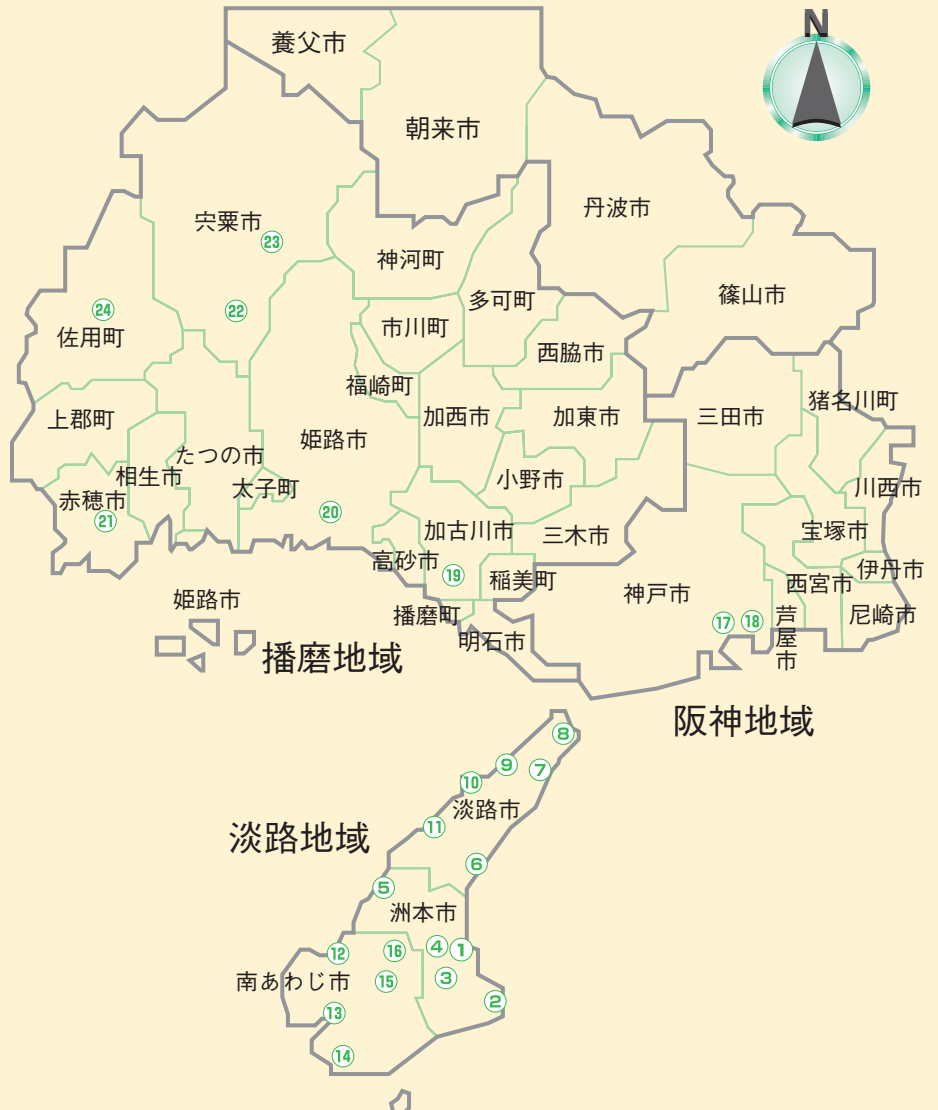 N
養父市
朝来市
丹波市
宍粟市
㉓
神河町
多可町
篠山市
㉔
㉒
佐用町
市川町
西脇市
福崎町
猪名川町
上郡町
加西市
加東市
三田市
姫路市
たつの市
相生市
小野市
太子町
川西市
赤穂市
㉑
⑳
加古川市
三木市
宝塚市
高砂市
⑲
稲美町
伊丹市
西宮市
姫路市
神戸市
播磨町
⑰
⑱
芦屋市
尼崎市
明石市
播磨地域
阪神地域
⑧
⑨
⑦
⑩
淡路市
⑪
淡路地域
⑥
⑤
洲本市
⑫
⑯
④
①
南あわじ市
⑮
③
②
⑬
⑭